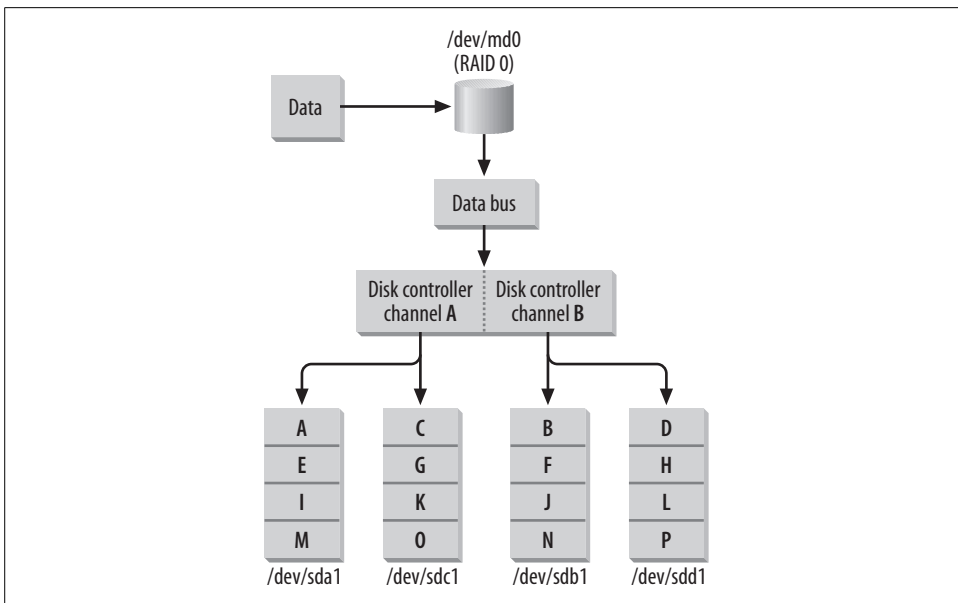 /dev/md0
(RAID 0)
Data
Data bus
Disk controller
channel A
Disk controller
channel B
A
E
I
M
/dev/sda1
C
G
K
O
/dev/sdc1
B
F
J
N
/dev/sdb1
D
H
L
P
/dev/sdd1